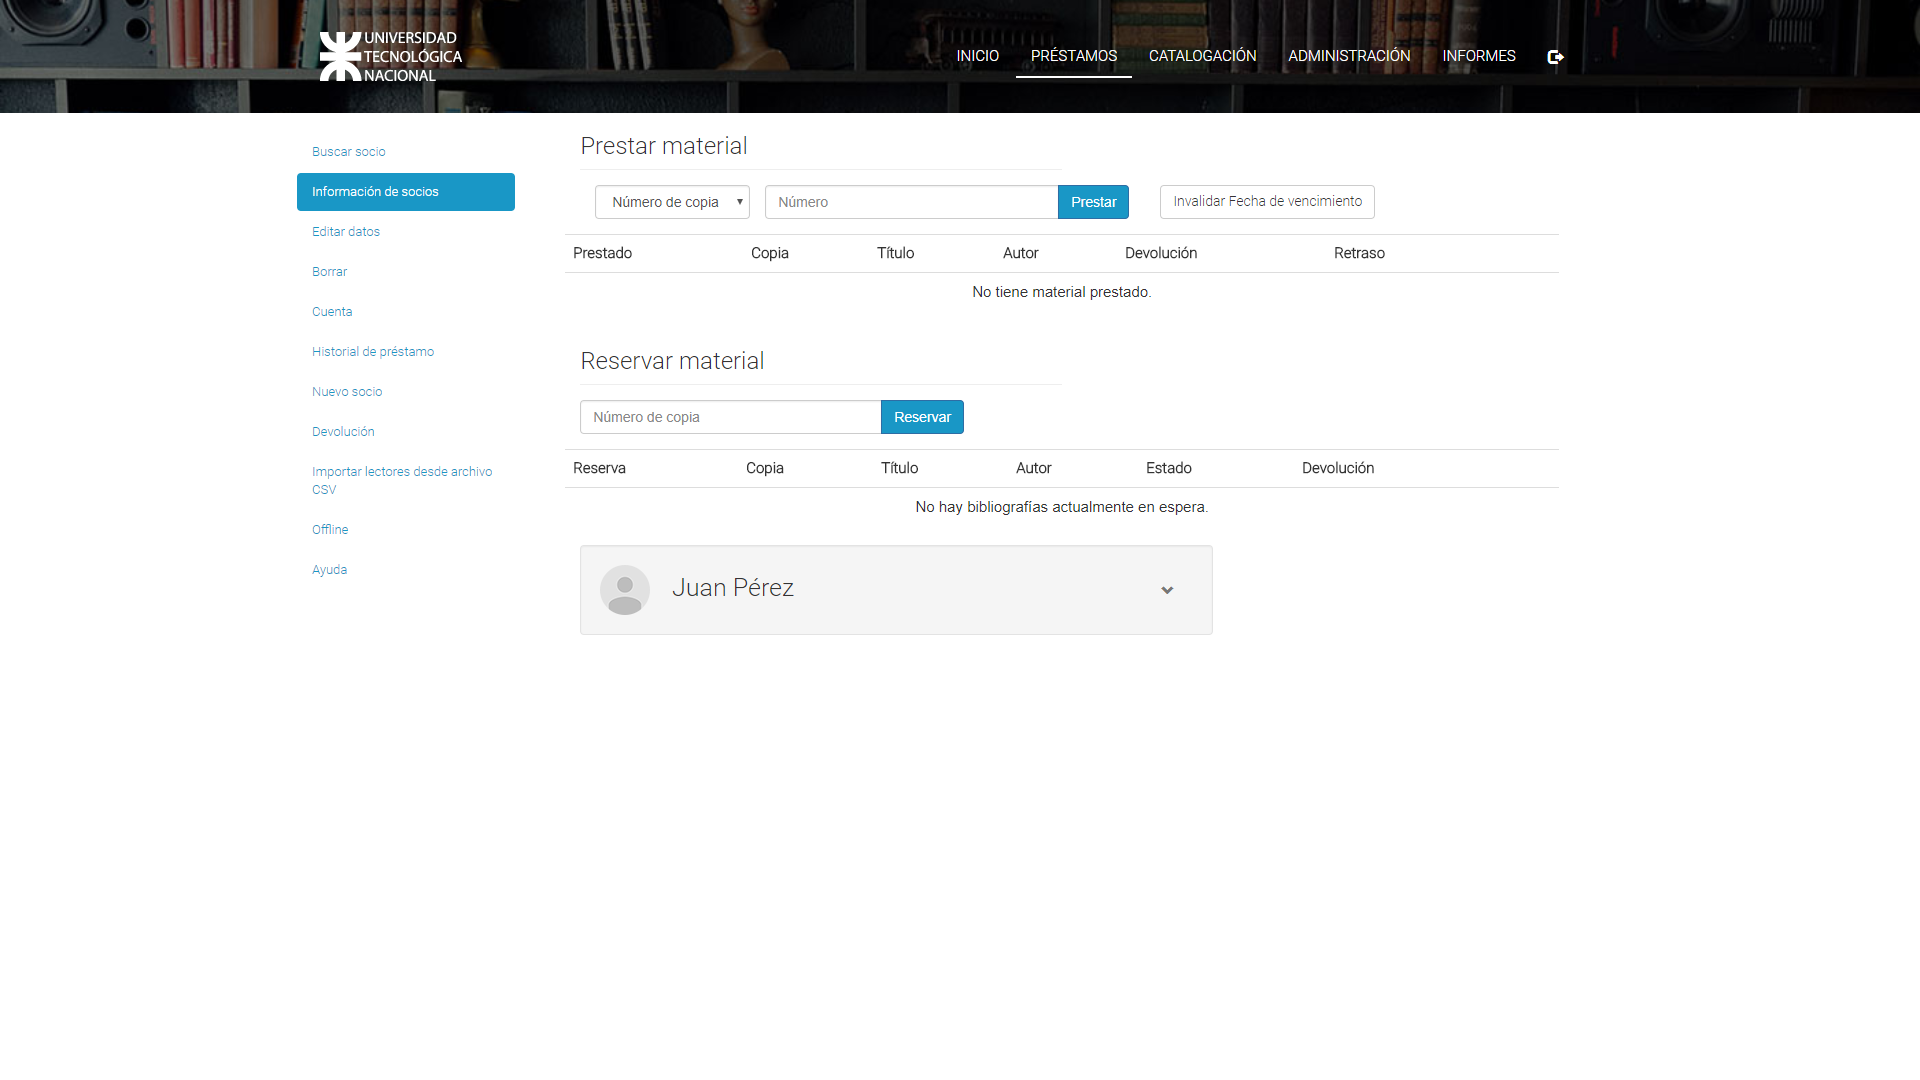 UNIVERSIDAD
TECNOLÓGICA
NACIONAL
INICIO PRÉSTAMOS CATALOGACIÓN ADMINISTRACIÓN INFORMES
Buscar socio
Información de socios
Editar datos
Borrar
Cuenta
Historial de préstamo
Nuevo socio
Devolución
Importar lectores desde archivo
CSV
Offline
Ayuda
Prestar material
Número de copia Número Prestar Invalidar Fecha de vencimiento
Prestado Copia Título Autor Devolución Retraso
No tiene material prestado.
Reservar material
Número de copia Reservar
Reserva Copia Título Autor Estado Devolución
No hay bibliografías actualmente en espera.
Juan Pérez